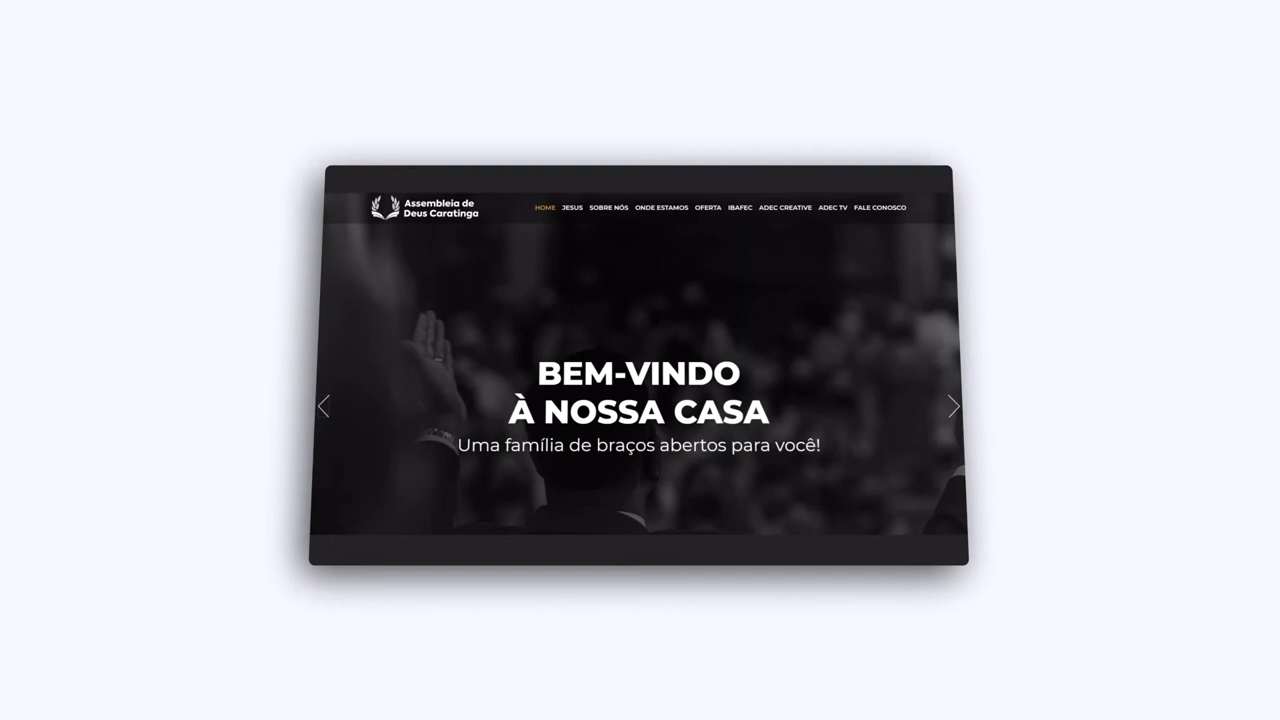 Assembleia de
Deus Caratinga
HOME JESUS SOBRE NÓS ONDE ESTAMOS OFERTA IBAFEC ADEC CREATIVE ADEC TV FALE CONOSCO
BEM-VINDO
À NOSSA CASA
Uma família de braços abertos para você!